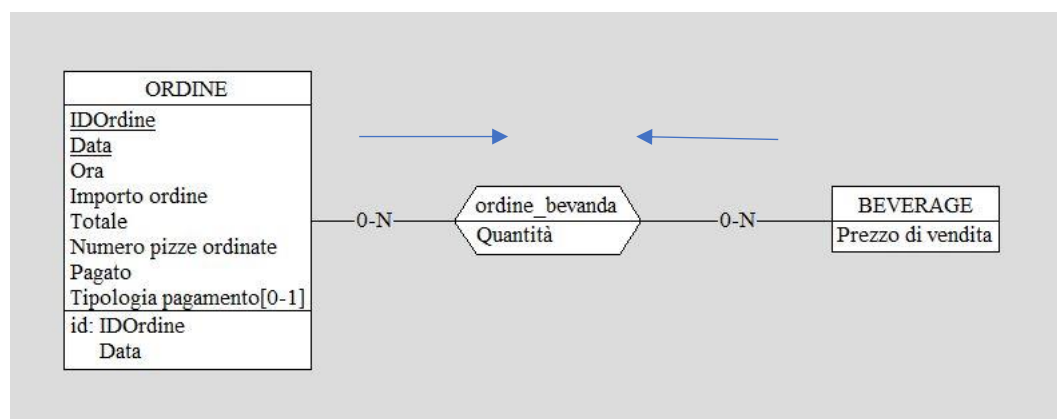 ORDINE
IDOrdine
Data
Ora
Importo ordine
Totale
Numero pizze ordinate
Pagato
Tipologia pagamento[0-1]
id: IDOrdine
Data
0-N
ordine_bevanda
Quantità
0-N
BEVERAGE
Prezzo di vendita